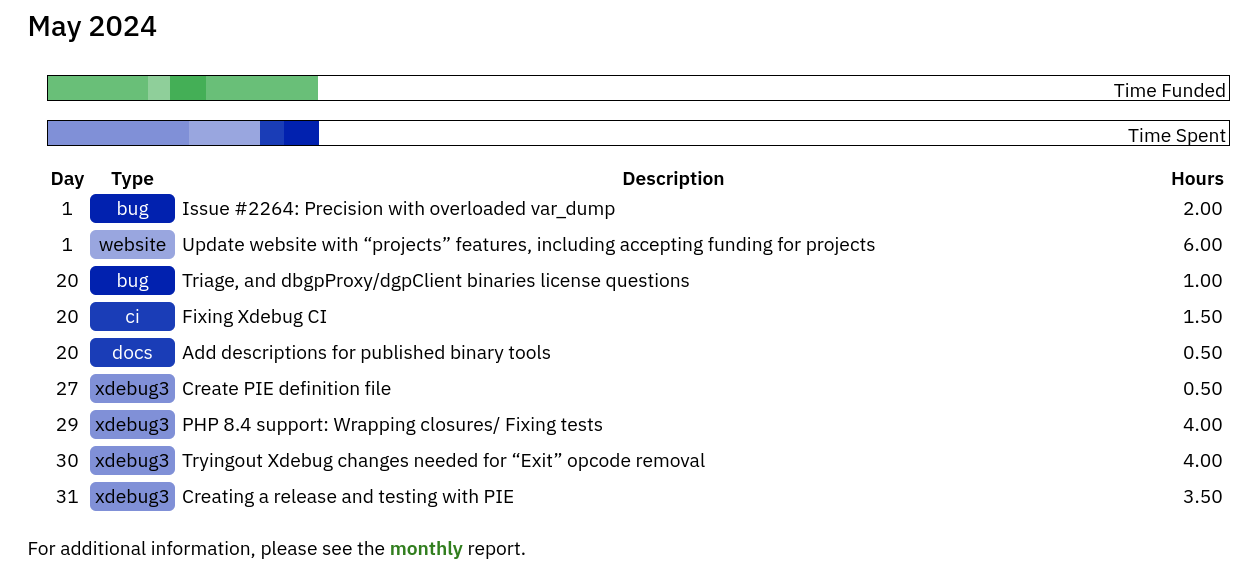 May 2024
Time Funded
Time Spent
Day Type Description Hours
1 bug Issue #2264: Precision with overloaded var_dump 2.00
1 website Update website with “projects” features, including accepting funding for projects 6.00
20 bug Triage, and dbgpProxy/dgpClient binaries license questions 1.00
20 ci Fixing Xdebug CI 1.50
20 docs Add descriptions for published binary tools 0.50
27 xdebug3 Create PIE definition file 0.50
29 xdebug3 PHP 8.4 support: Wrapping closures/ Fixing tests 4.00
30 xdebug3 Tryingout Xdebug changes needed for “Exit” opcode removal 4.00
31 xdebug3 Creating a release and testing with PIE 3.50
For additional information, please see the monthly report.